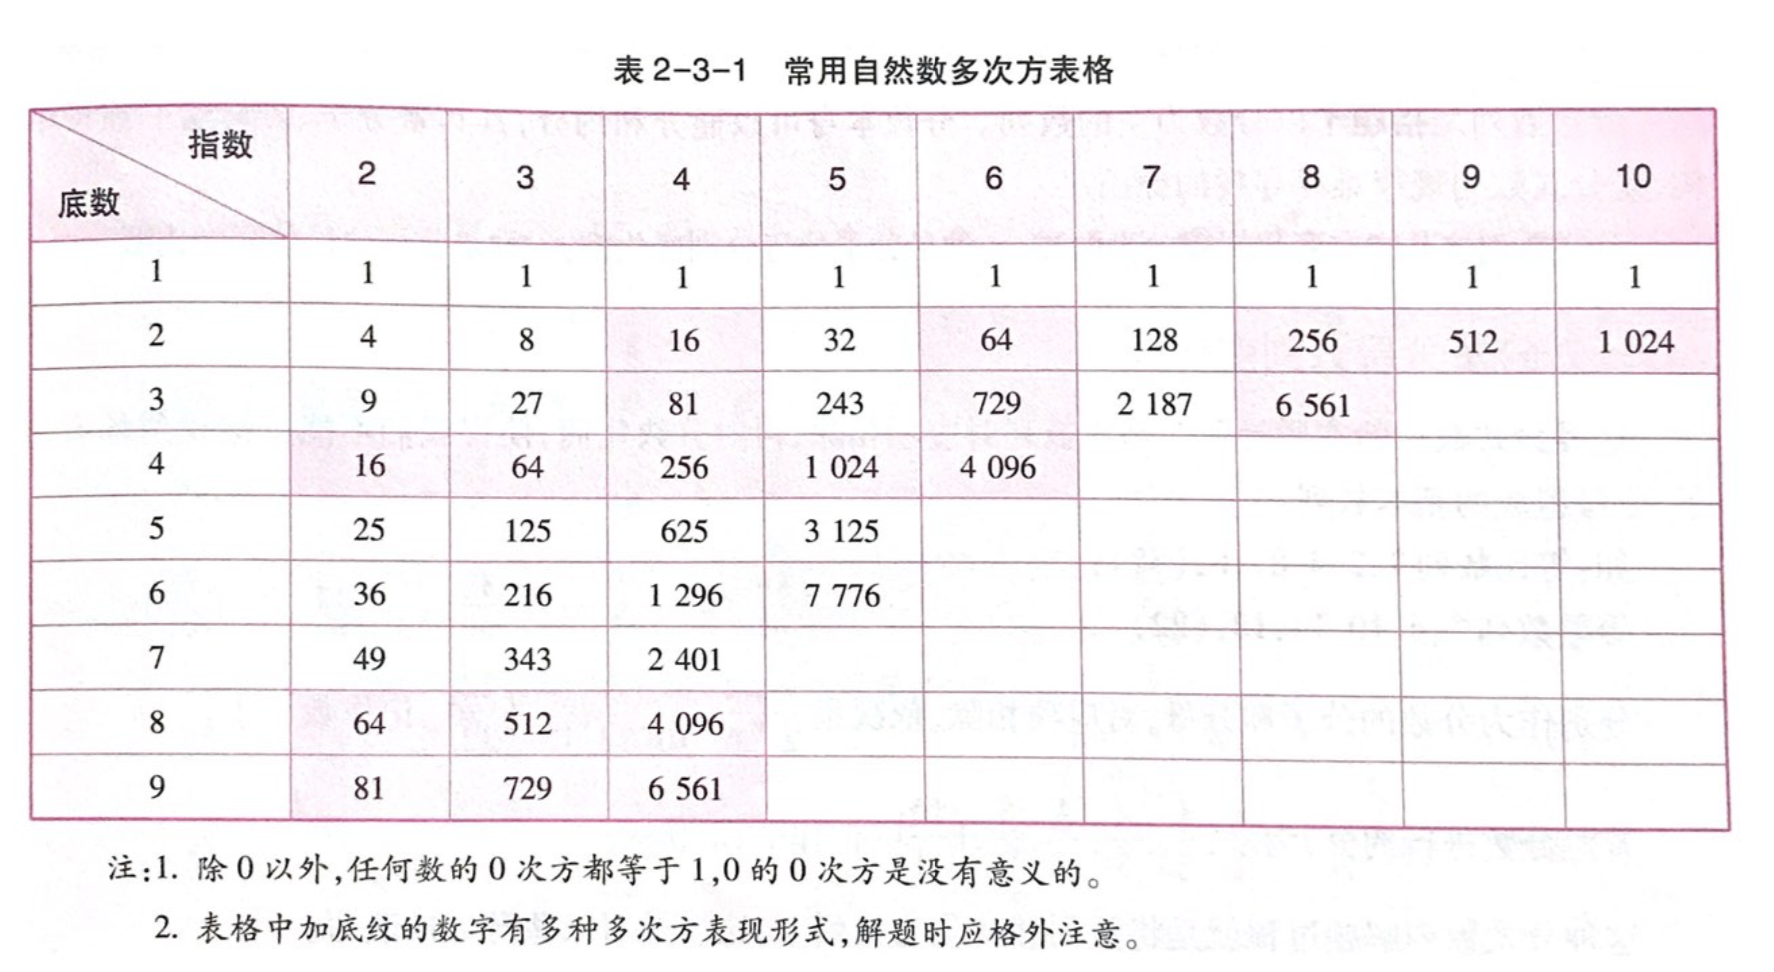 表 2-3-1 常用自然数多次方表格
指数
底数 2 3 4 5 6 7 8 9 10
1 1 1 1 1 1 1 1 1 1
2 4 8 16 32 64 128 256 512 1 024
3 9 27 81 243 729 2 187 6 561
4 16 64 256 1 024 4 096
5 25 125 625 3 125
6 36 216 1 296 7 776
7 49 343 2 401
8 64 512 4 096
9 81 729 6 561
注:1. 除 0 以外,任何数的 0 次方都等于 1,0 的 0 次方是没有意义的。
2. 表格中加底纹的数字有多种多次方表现形式,解题时应格外注意。